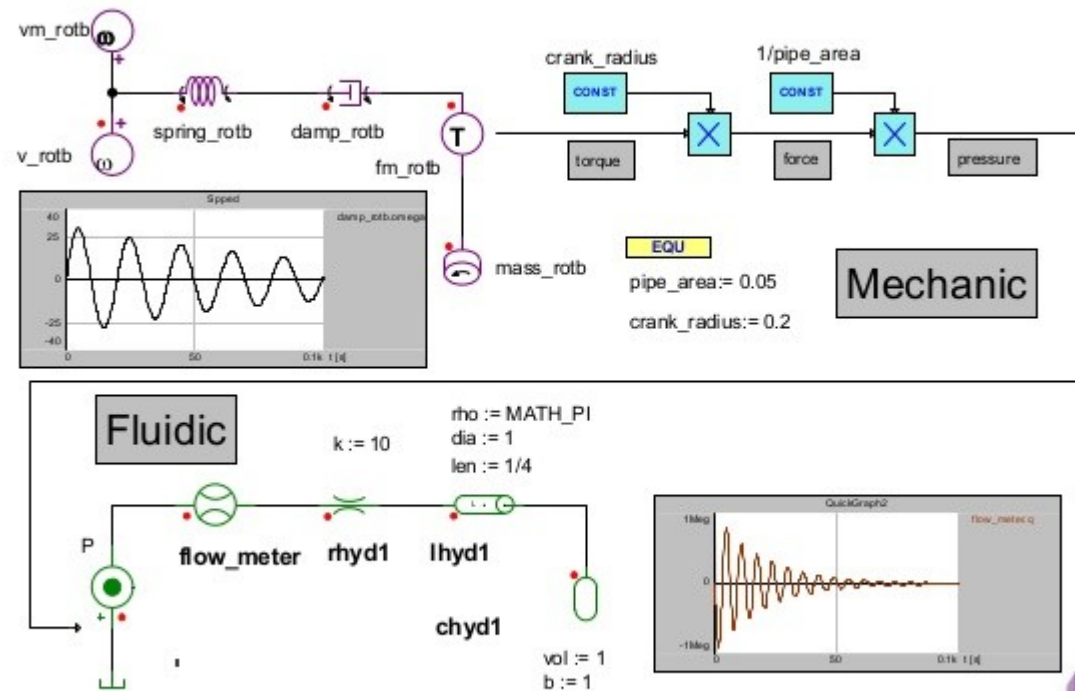 vm_rotb
ω
v_rotb
ω
spring_rotb
damp_rotb
T
fm_rotb
mass_rotb
crank_radius
CONST
1/pipe_area
CONST
torque
force
pressure
Spped
damp_rotb.omega
40
25
0
-25
-40
0
50
0.1k
t [s]
EQU
pipe_area:= 0.05
crank_radius:= 0.2
Mechanic
Fluidic
k := 10
rho := MATH_PI
dia := 1
len := 1/4
P
flow_meter
rhyd1
lhyd1
L
chyd1
vol := 1
b := 1
QuickGraph2
flow_meter.q
1Meg
0
-1Meg
0
50
0.1k
t [s]